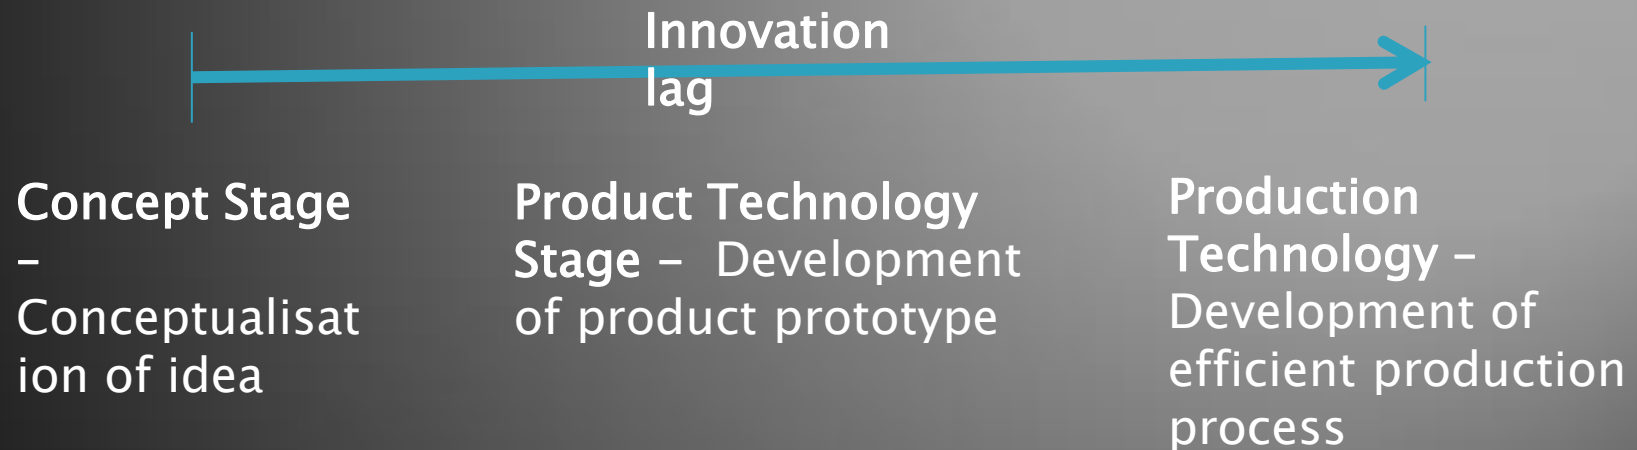 Innovation
lag
Concept Stage
–
Conceptualisat
ion of idea
Product Technology
Stage – Development
of product prototype
Production
Technology –
Development of
efficient production
process